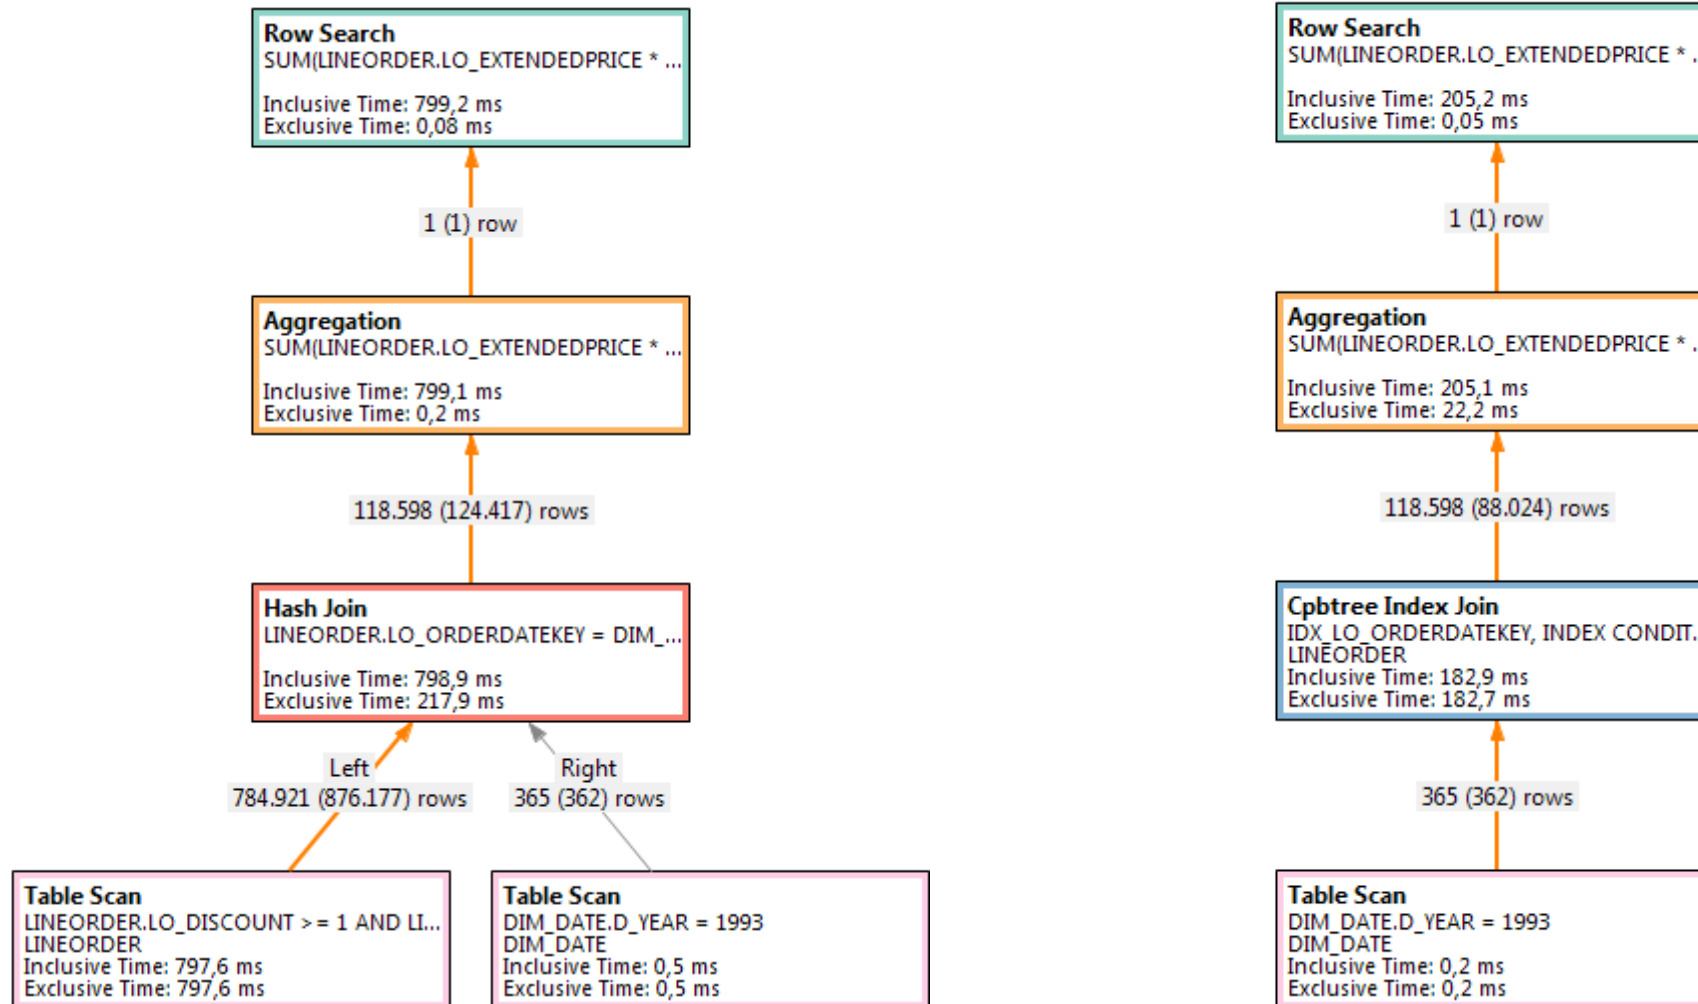 Row Search
SUM(LINEORDER.LO_EXTENDEDPRICE * ...
Inclusive Time: 799,2 ms
Exclusive Time: 0,08 ms
1 (1) row
Aggregation
SUM(LINEORDER.LO_EXTENDEDPRICE * ...
Inclusive Time: 799,1 ms
Exclusive Time: 0,2 ms
118.598 (124.417) rows
Hash Join
LINEORDER.LO_ORDERDATEKEY = DIM_...
Inclusive Time: 798,9 ms
Exclusive Time: 217,9 ms
Left
784.921 (876.177) rows
Right
365 (362) rows
Table Scan
LINEORDER.LO_DISCOUNT >= 1 AND LI...
LINEORDER
Inclusive Time: 797,6 ms
Exclusive Time: 797,6 ms
Table Scan
DIM_DATE.D_YEAR = 1993
DIM_DATE
Inclusive Time: 0,5 ms
Exclusive Time: 0,5 ms
Row Search
SUM(LINEORDER.LO_EXTENDEDPRICE * .
Inclusive Time: 205,2 ms
Exclusive Time: 0,05 ms
1 (1) row
Aggregation
SUM(LINEORDER.LO_EXTENDEDPRICE * .
Inclusive Time: 205,1 ms
Exclusive Time: 22,2 ms
118.598 (88.024) rows
Cpbtree Index Join
IDX_LO_ORDERDATEKEY, INDEX CONDIT..
LINEORDER
Inclusive Time: 182,9 ms
Exclusive Time: 182,7 ms
365 (362) rows
Table Scan
DIM_DATE.D_YEAR = 1993
DIM_DATE
Inclusive Time: 0,2 ms
Exclusive Time: 0,2 ms